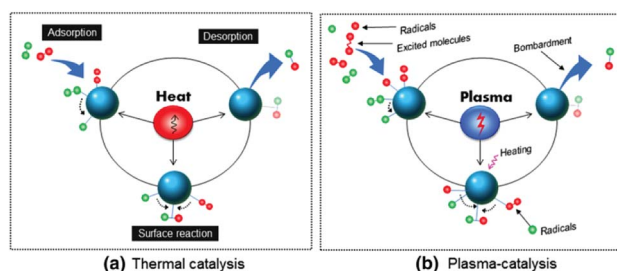 Adsorption
Desorption
Heat
Surface reaction
(a) Thermal catalysis
Radicals
Excited molecules
Bombardment
Plasma
Heating
Radicals
(b) Plasma-catalysis